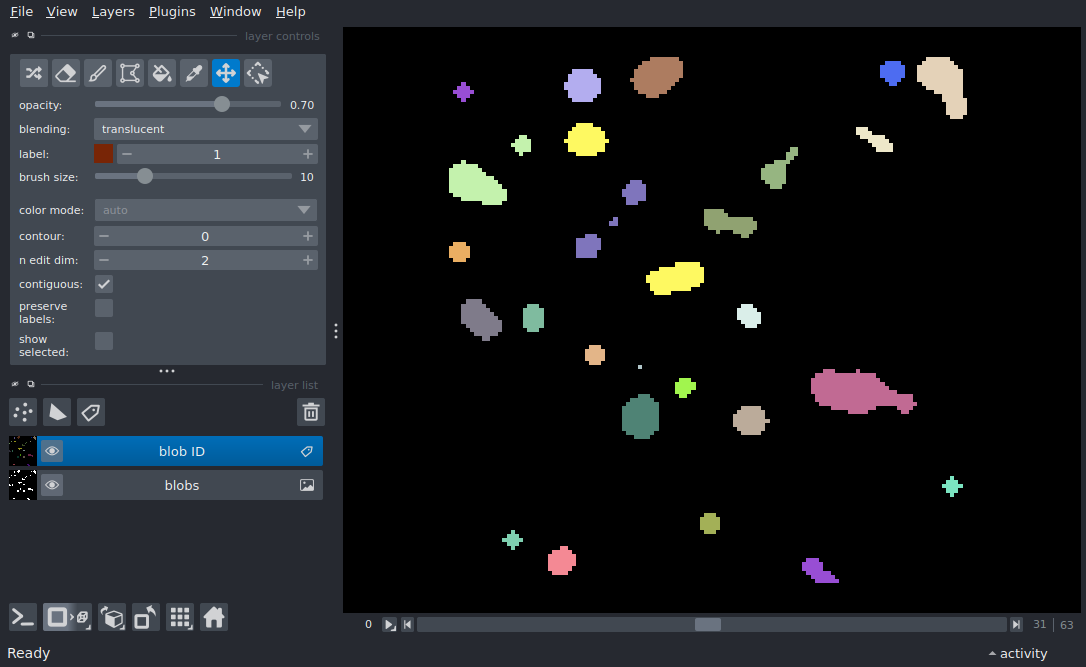 File View Layers Plugins Window Help
layer controls
opacity: 0.70
blending: translucent
label: 1
brush size: 10
color mode: auto
contour: 0
n edit dim: 2
contiguous:
preserve
labels:
show
selected:
layer list
blob ID
blobs
0 31 63
Ready activity